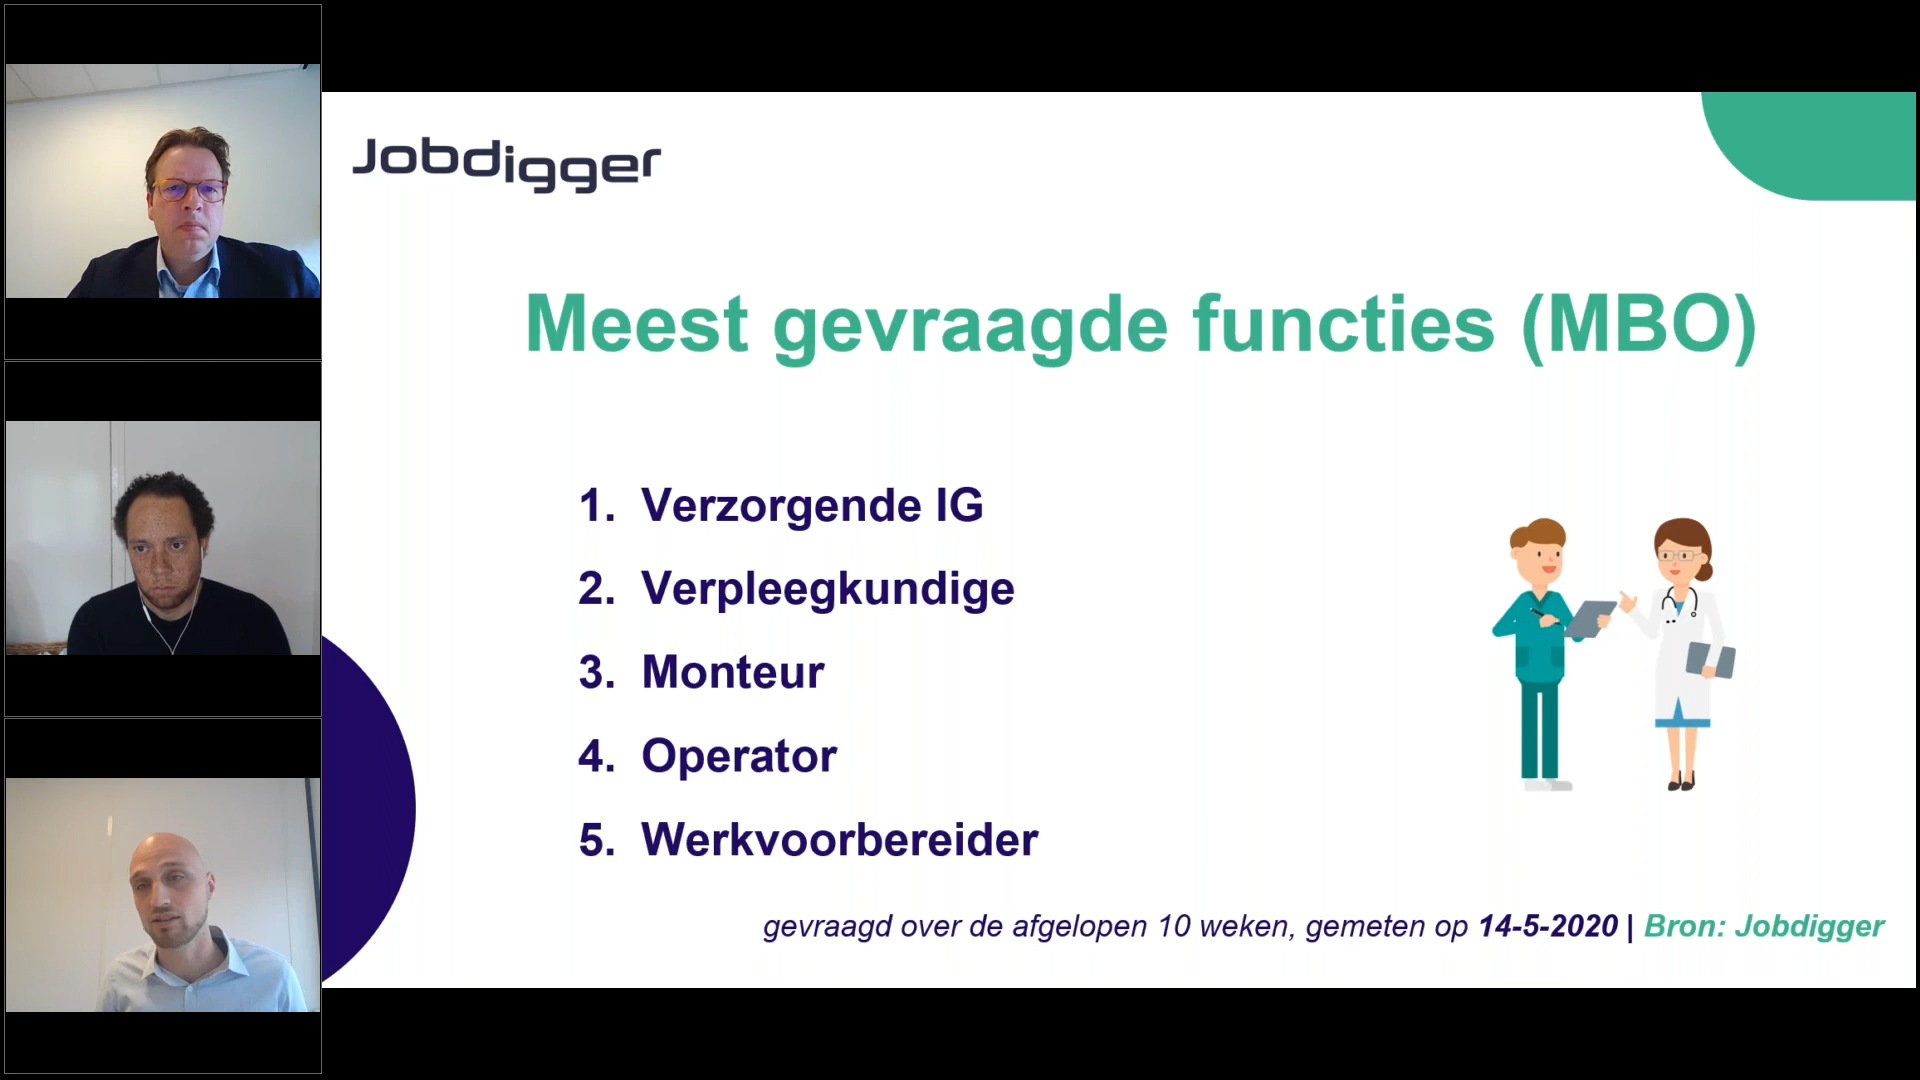 Jobdigger
Meest gevraagde functies (MBO)
1. Verzorgende IG
2. Verpleegkundige
3. Monteur
4. Operator
5. Werkvoorbereider
gevraagd over de afgelopen 10 weken, gemeten op 14-5-2020 | Bron: Jobdigger